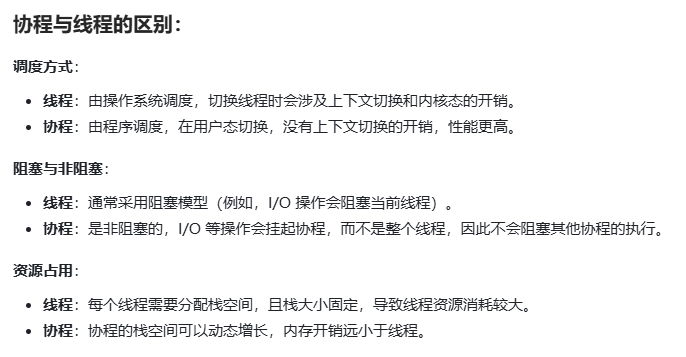 协程与线程的区别：
调度方式：
• 线程：由操作系统调度，切换线程时会涉及上下文切换和内核态的开销。
• 协程：由程序调度，在用户态切换，没有上下文切换的开销，性能更高。
阻塞与非阻塞：
• 线程：通常采用阻塞模型（例如，I/O 操作会阻塞当前线程）。
• 协程：是非阻塞的，I/O 等操作会挂起协程，而不是整个线程，因此不会阻塞其他协程的执行。
资源占用：
• 线程：每个线程需要分配栈空间，且栈大小固定，导致线程资源消耗较大。
• 协程：协程的栈空间可以动态增长，内存开销远小于线程。